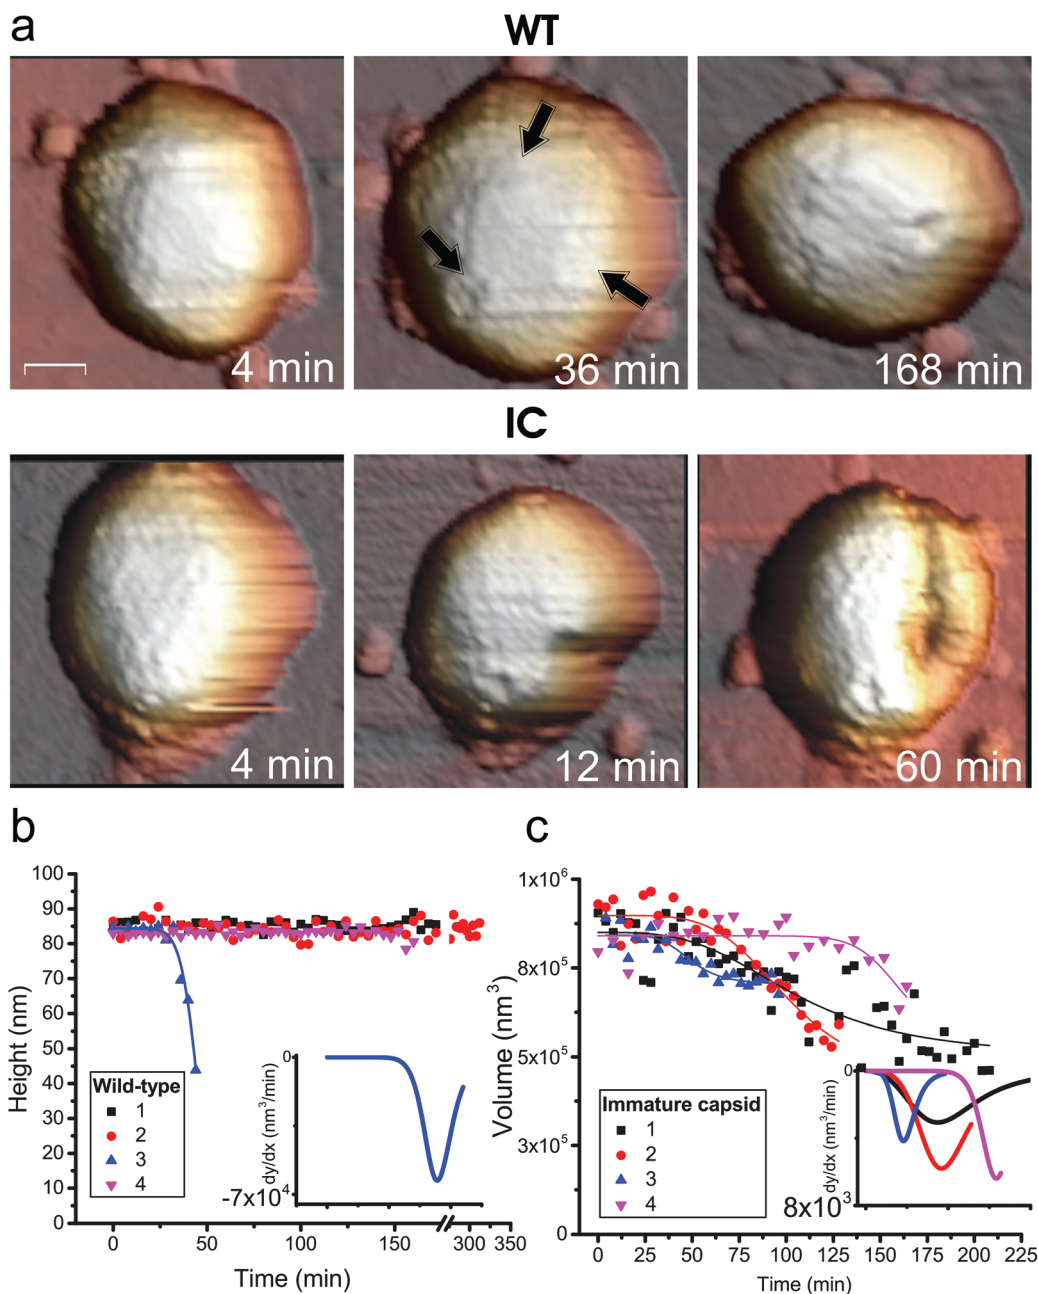 a
WT
4 min
36 min
168 min
IC
4 min
12 min
60 min
b
100
90
80
70
60
50
40
30
20
10
0
Height (nm)
Wild-type
1
2
3
4
0
dy/dx (nm³/min)
-7x10⁴
0
50
100
150
300
350
Time (min)
c
1x10⁶
8x10⁵
5x10⁵
3x10⁵
0
Volume (nm³)
Immature capsid
1
2
3
4
0
dy/dx (nm³/min)
8x10³
0
25
50
75
100
125
150
175
200
225
Time (min)